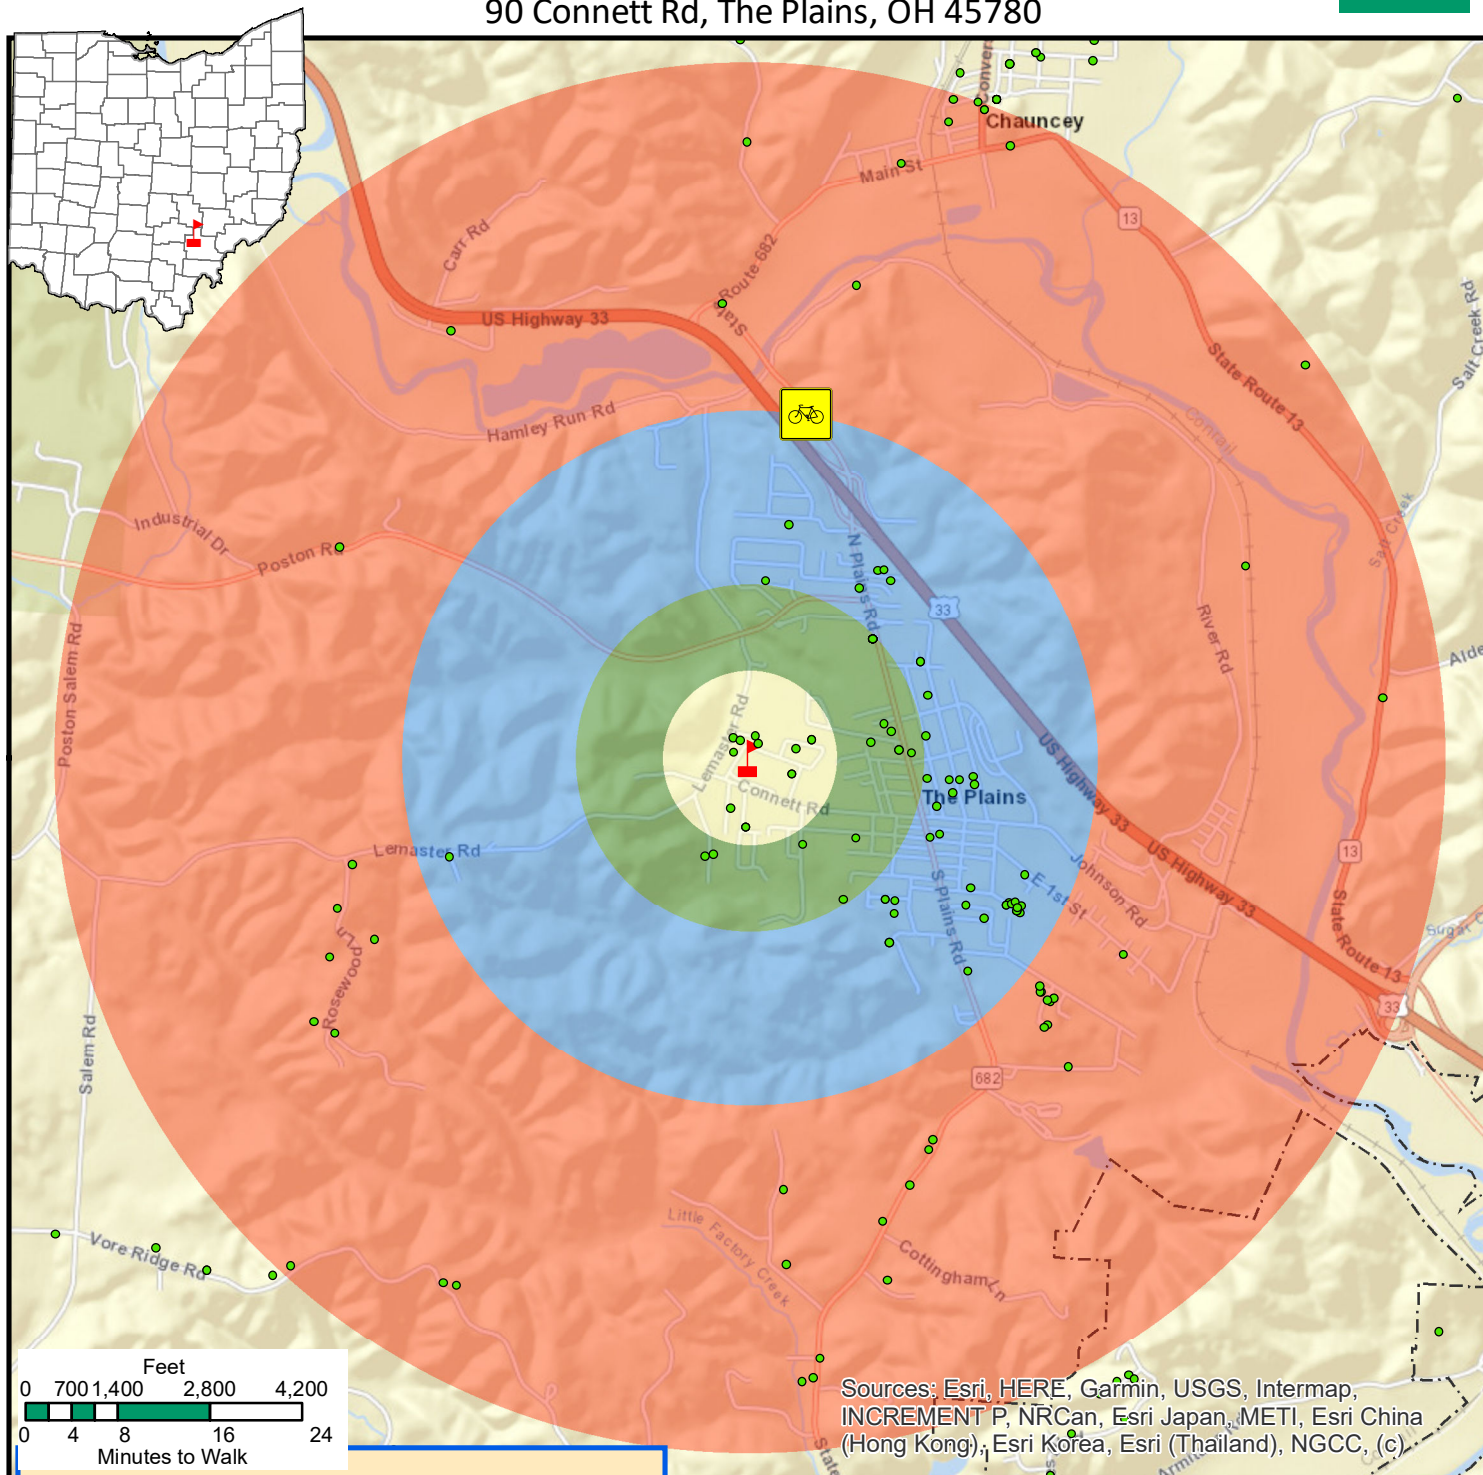 90 Connett Rd, The Plains, OH 45780
Chauncey
Main St
13
Carr Rd
State Route 682
US Highway 33
Salt Creek Rd
State Route 13
Hamley Run Rd
Conrail
Industrial Dr
Poston Rd
N Plains Rd
Salt Creek
33
River Rd
Poston Salem Rd
Lemaster Rd
US Highway 33
Connett Rd
The Plains
Lemaster Rd
Johnson Rd
US Highway 33
13
E 1st St
S Plains Rd
State Route 13
Rosewood Ln
33
Salem Rd
682
Little Factory Creek
Vore Ridge Rd
Cottingham Ln
Feet
0 700 1,400 2,800 4,200
0 4 8 16 24
Minutes to Walk
Sources: Esri, HERE, Garmin, USGS, Intermap,
INCREMENT P, NRCan, Esri Japan, METI, Esri China
(Hong Kong), Esri Korea, Esri (Thailand), NGCC, (c)
State